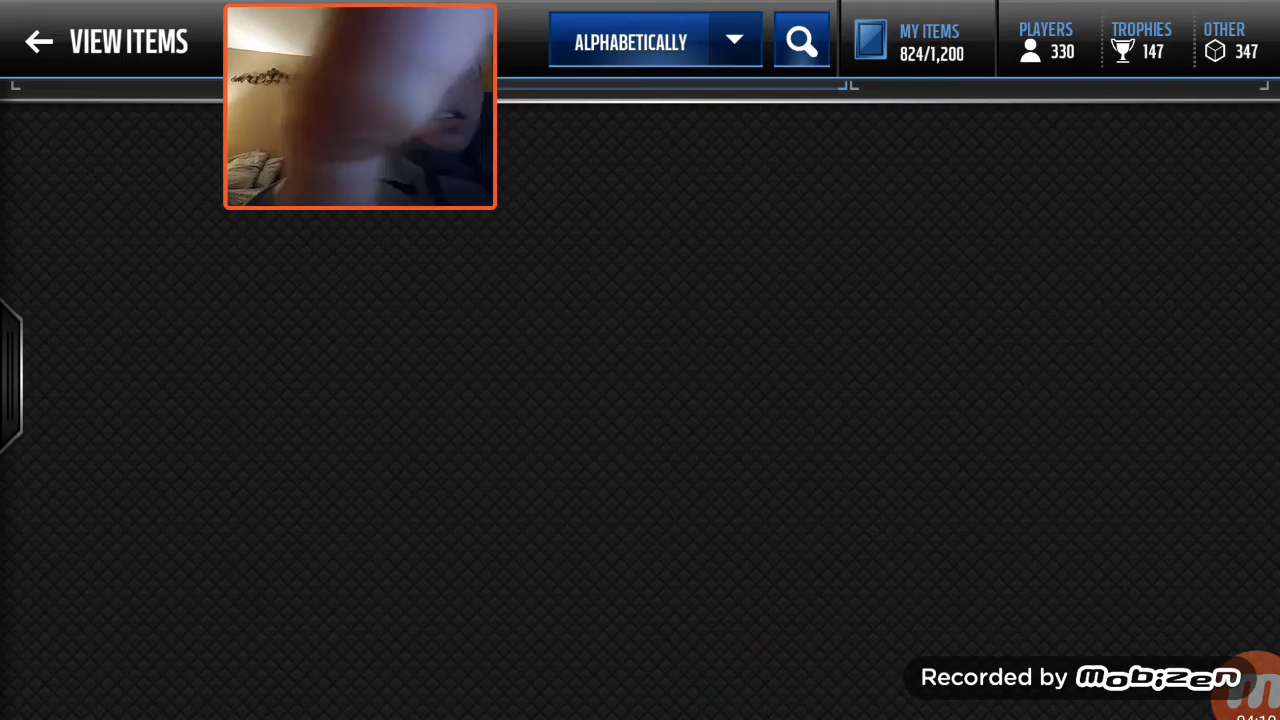 VIEW ITEMS
ALPHABETICALLY
MY ITEMS
824/1,200
PLAYERS
330
TROPHIES
147
OTHER
347
Recorded by mobizen